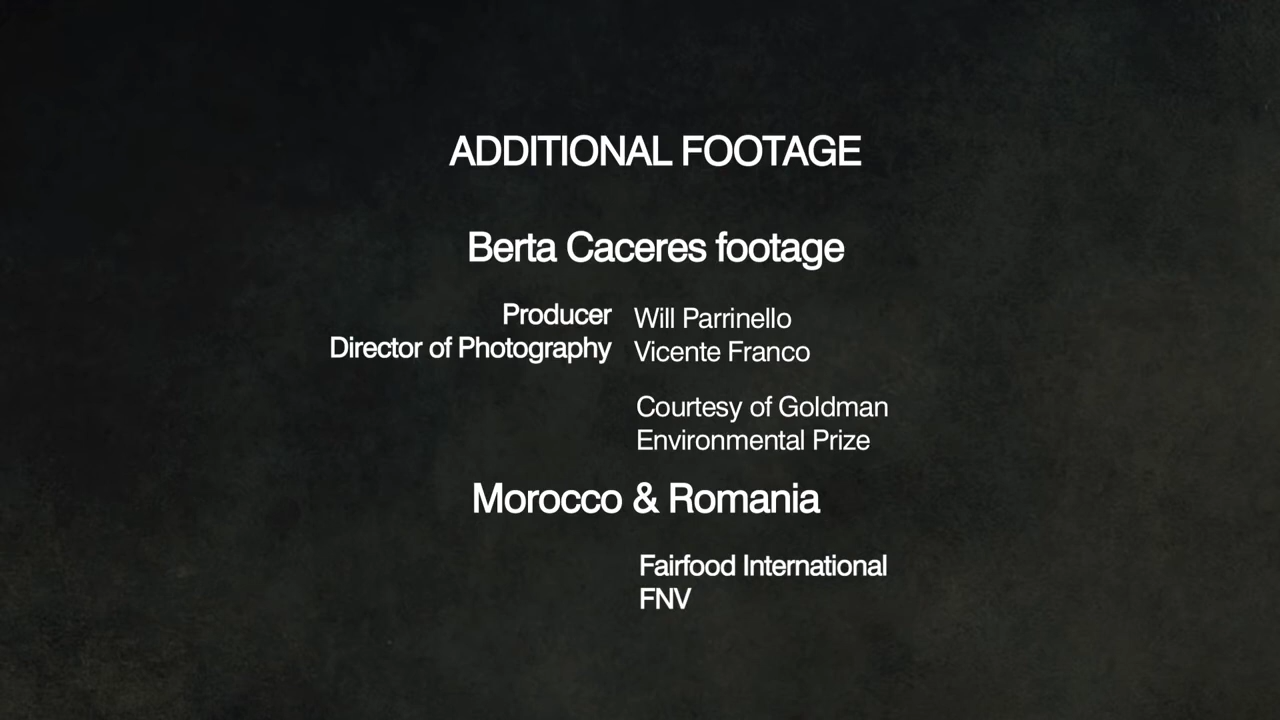 ADDITIONAL FOOTAGE
Berta Caceres footage
Producer Will Parrinello
Director of Photography Vicente Franco
Courtesy of Goldman
Environmental Prize
Morocco & Romania
Fairfood International
FNV